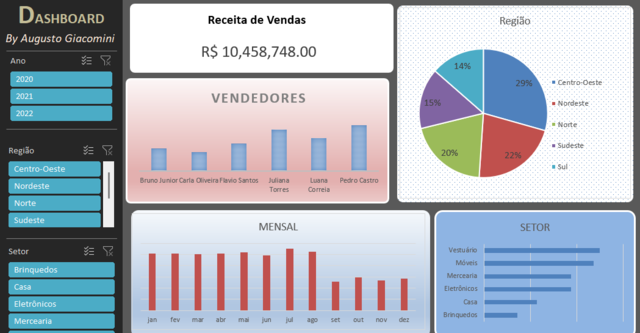 DASHBOARD
By Augusto Giacomini
Ano
2020
2021
2022
Região
Centro-Oeste
Nordeste
Norte
Sudeste
Setor
Brinquedos
Casa
Eletrônicos
Mercearia
Receita de Vendas
R$ 10,458,748.00
VENDEDORES
Bruno Junior Carla Oliveira Flavio Santos Juliana Torres Luana Correia Pedro Castro
Região
29%
22%
20%
15%
14%
Centro-Oeste
Nordeste
Norte
Sudeste
Sul
MENSAL
jan fev mar abr mai jun jul ago set out nov dez
SETOR
Vestuário
Móveis
Mercearia
Eletrônicos
Casa
Brinquedos